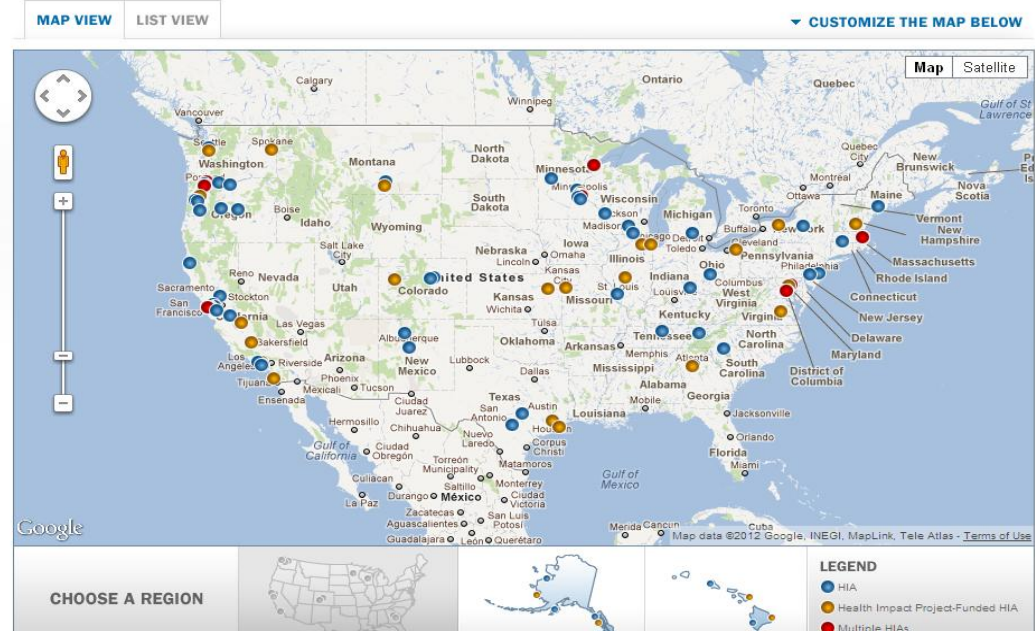 MAP VIEW
LIST VIEW
CUSTOMIZE THE MAP BELOW
Map
Satellite
Calgary
Ontario
Quebec
Winnipeg
Gulf of St
Lawrence
Vancouver
Seattle
Spokane
Washington
Montana
North
Dakota
Minnesota
Quebec
City
New
Brunswick
Nova
Scotia
Montreal
Ottawa
Maine
South
Dakota
Wisconsin
Oregon
Boise
Idaho
Wyoming
Michigan
Toronto
Buffalo
Vermont
New
Hampshire
Madison
Salt Lake
City
Nebraska
Lincoln
Omaha
Iowa
Illinois
Detroit
Toledo
Cleveland
Pennsylvania
Massachusetts
Rhode Island
Connecticut
New Jersey
Delaware
Maryland
District of
Columbia
Reno
Nevada
Utah
Colorado
United States
Kansas
City
Kansas
Missouri
St Louis
Indiana
Ohio
Columbus
West
Virginia
Philadelphia
Sacramento
Stockton
San
Francisco
Wichita
Louisville
Kentucky
Virginia
Las Vegas
Bakersfield
Albuquerque
Tulsa
Oklahoma
Arkansas
Tennessee
Memphis
North
Carolina
Los
Angeles
Riverside
Arizona
Phoenix
New
Mexico
Lubbock
Dallas
Mississippi
Atlanta
South
Carolina
Tijuana
Mexicali
Tucson
Ensenada
Ciudad
Juarez
Texas
Alabama
Georgia
San
Antonio
Austin
Houston
Louisiana
Mobile
Jacksonville
Hermosillo
Chihuahua
Nuevo
Laredo
Corpus
Christi
Orlando
Florida
Miami
Gulf of
California
Ciudad
Obregón
Torreón
Municipality
Matamoros
Gulf of
Mexico
Culiacan
Saltillo
Monterrey
La Paz
Durango
México
Ciudad
Victoria
Zacatecas
Aguascalientes
San Luis
Potosí
Guadalajara
León
Querétaro
Merida
Cancun
Cuba
Google
Map data ©2012 Google, INEGI, MapLink, Tele Atlas - Terms of Use
CHOOSE A REGION
LEGEND
HIA
Health Impact Project-Funded HIA
Multiple HIAs